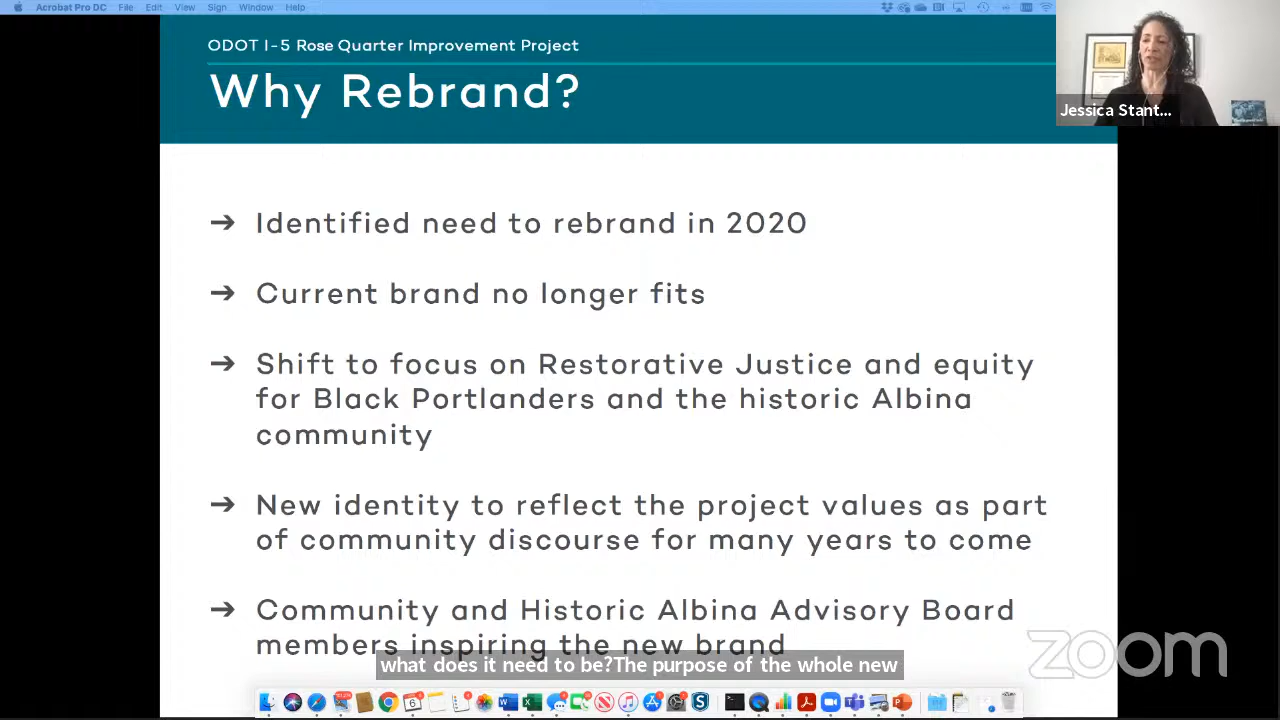 Acrobat Pro DC File Edit View Sign Window Help
ODOT I-5 Rose Quarter Improvement Project
Why Rebrand?
Jessica Stant...
➔ Identified need to rebrand in 2020
➔ Current brand no longer fits
➔ Shift to focus on Restorative Justice and equity
for Black Portlanders and the historic Albina
community
➔ New identity to reflect the project values as part
of community discourse for many years to come
➔ Community and Historic Albina Advisory Board
members inspiring the new brand
what does it need to be?The purpose of the whole new
zoom
6